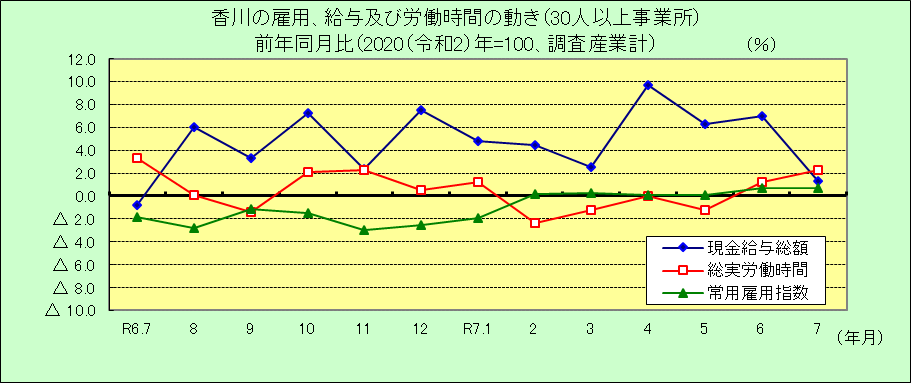 香川の雇用、給与及び労働時間の動き(30人以上事業所)
前年同月比(2020(令和2)年=100、調査産業計)
(%)
12.0
10.0
8.0
6.0
4.0
2.0
0.0
△ 2.0
△ 4.0
△ 6.0
△ 8.0
△ 10.0
現金給与総額
総実労働時間
常用雇用指数
R6.7 8 9 10 11 12 R7.1 2 3 4 5 6 7
(年月)